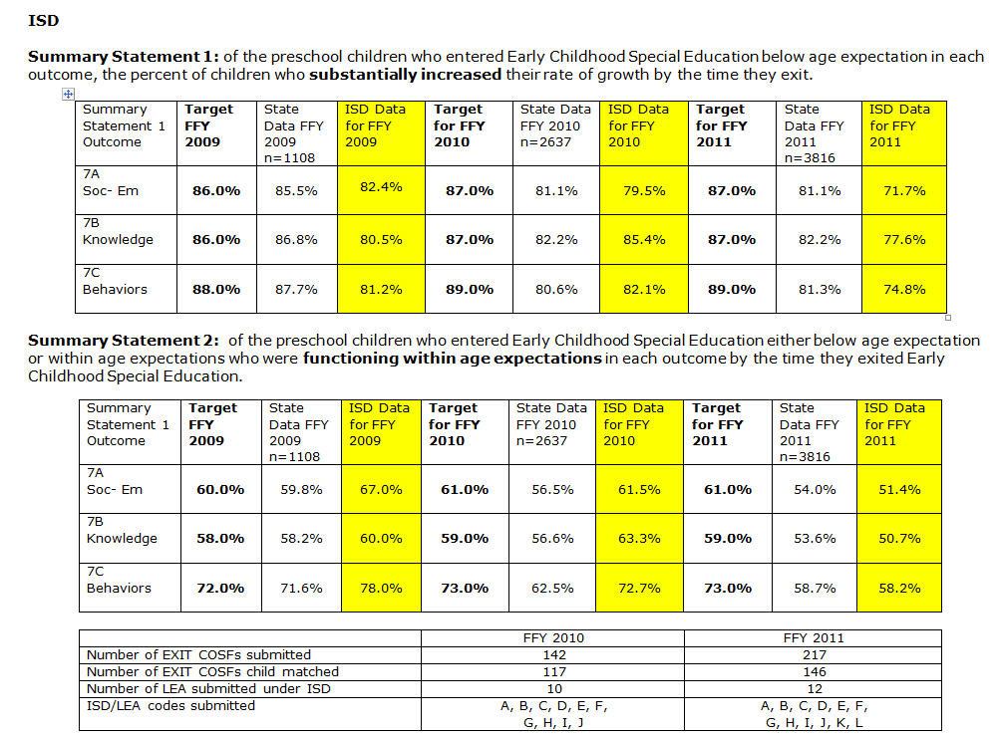 ISD
Summary Statement 1: of the preschool children who entered Early Childhood Special Education below age expectation in each
outcome, the percent of children who substantially increased their rate of growth by the time they exit.
Summary Statement 1 Outcome | Target FFY 2009 | State Data FFY 2009 n=1108 | ISD Data for FFY 2009 | Target for FFY 2010 | State Data FFY 2010 n=2637 | ISD Data for FFY 2010 | Target for FFY 2011 | State Data FFY 2011 n=3816 | ISD Data for FFY 2011
7A Soc- Em | 86.0% | 85.5% | 82.4% | 87.0% | 81.1% | 79.5% | 87.0% | 81.1% | 71.7%
7B Knowledge | 86.0% | 86.8% | 80.5% | 87.0% | 82.2% | 85.4% | 87.0% | 82.2% | 77.6%
7C Behaviors | 88.0% | 87.7% | 81.2% | 89.0% | 80.6% | 82.1% | 89.0% | 81.3% | 74.8%
Summary Statement 2: of the preschool children who entered Early Childhood Special Education either below age expectation
or within age expectations who were functioning within age expectations in each outcome by the time they exited Early
Childhood Special Education.
Summary Statement 1 Outcome | Target FFY 2009 | State Data FFY 2009 n=1108 | ISD Data for FFY 2009 | Target for FFY 2010 | State Data FFY 2010 n=2637 | ISD Data for FFY 2010 | Target for FFY 2011 | State Data FFY 2011 n=3816 | ISD Data for FFY 2011
7A Soc- Em | 60.0% | 59.8% | 67.0% | 61.0% | 56.5% | 61.5% | 61.0% | 54.0% | 51.4%
7B Knowledge | 58.0% | 58.2% | 60.0% | 59.0% | 56.6% | 63.3% | 59.0% | 53.6% | 50.7%
7C Behaviors | 72.0% | 71.6% | 78.0% | 73.0% | 62.5% | 72.7% | 73.0% | 58.7% | 58.2%
FFY 2010 | FFY 2011
Number of EXIT COSFs submitted | 142 | 217
Number of EXIT COSFs child matched | 117 | 146
Number of LEA submitted under ISD | 10 | 12
ISD/LEA codes submitted | A, B, C, D, E, F, G, H, I, J | A, B, C, D, E, F, G, H, I, J, K, L